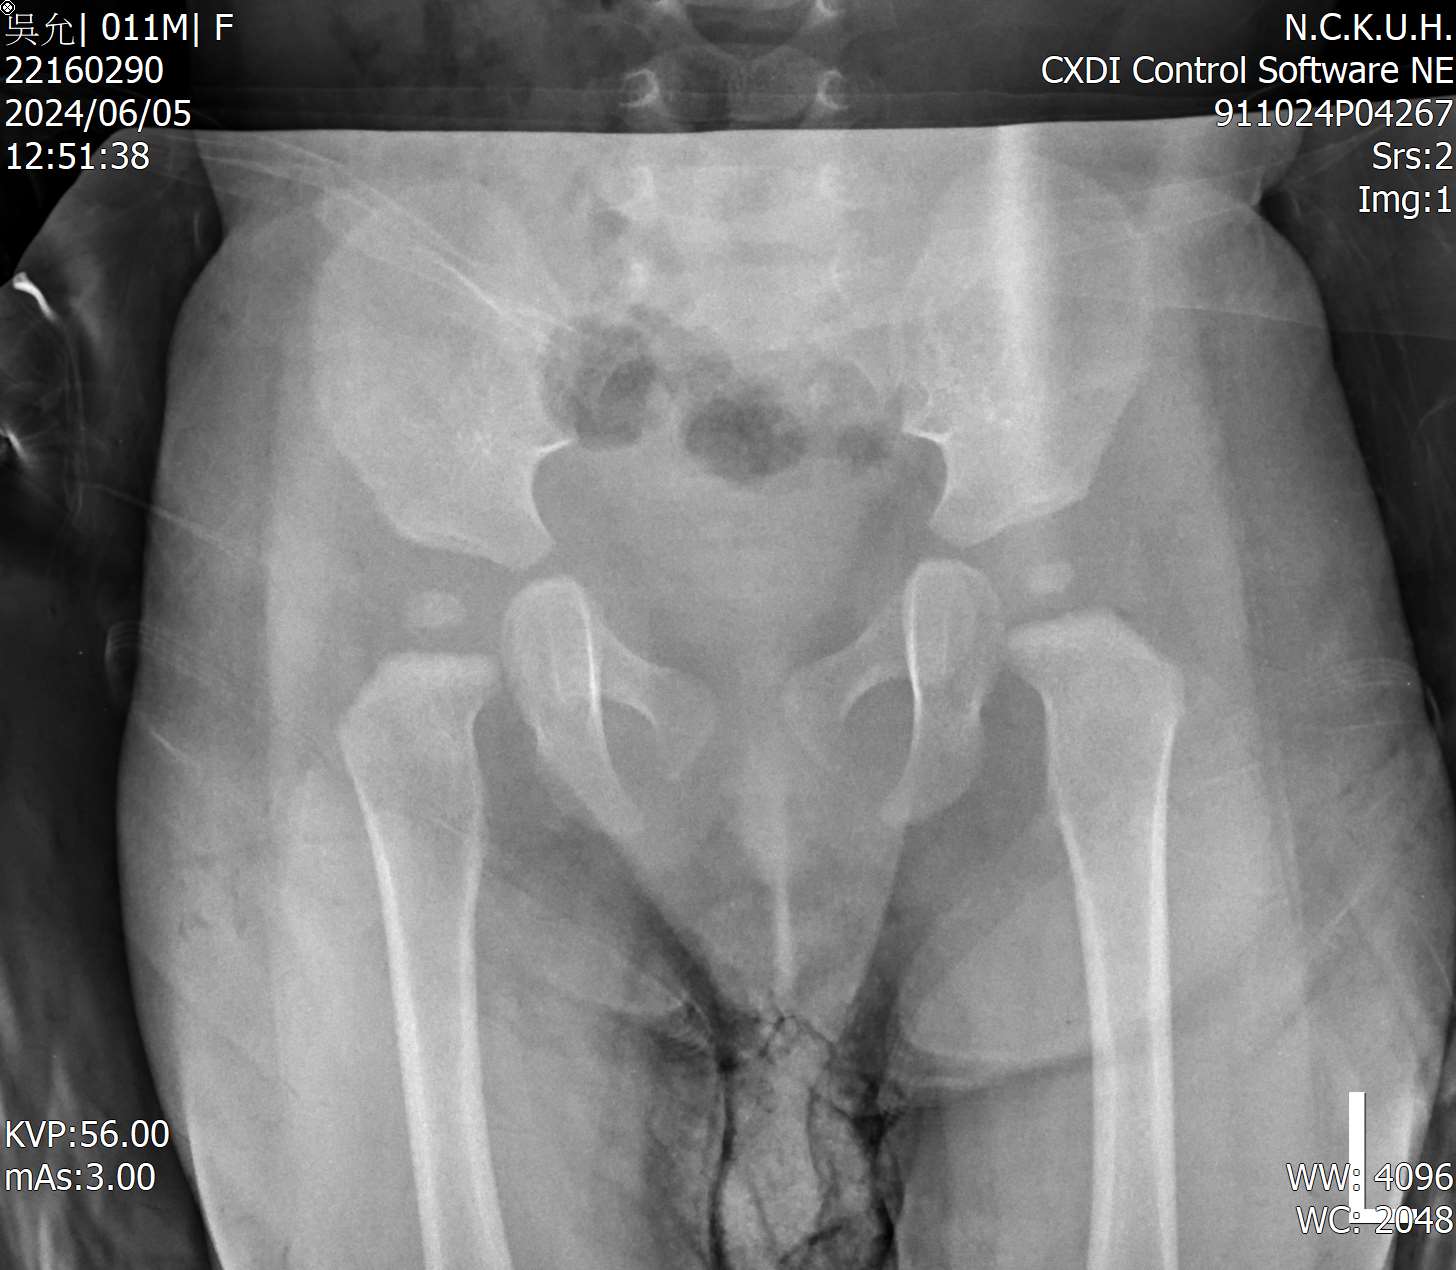 吳允| 011M| F
22160290
2024/06/05
12:51:38
N.C.K.U.H.
CXDI Control Software NE
911024P04267
Srs:2
Img:1
KVP:56.00
mAs:3.00
L
WW: 4096
WC: 2048